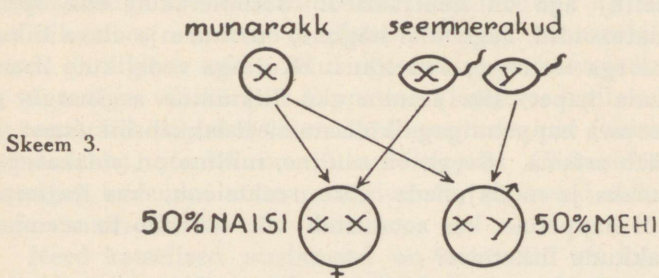 munarakk seemnerakud
X X Y
Skeem 3.
50% NAISI X X X Y 50% MEHI